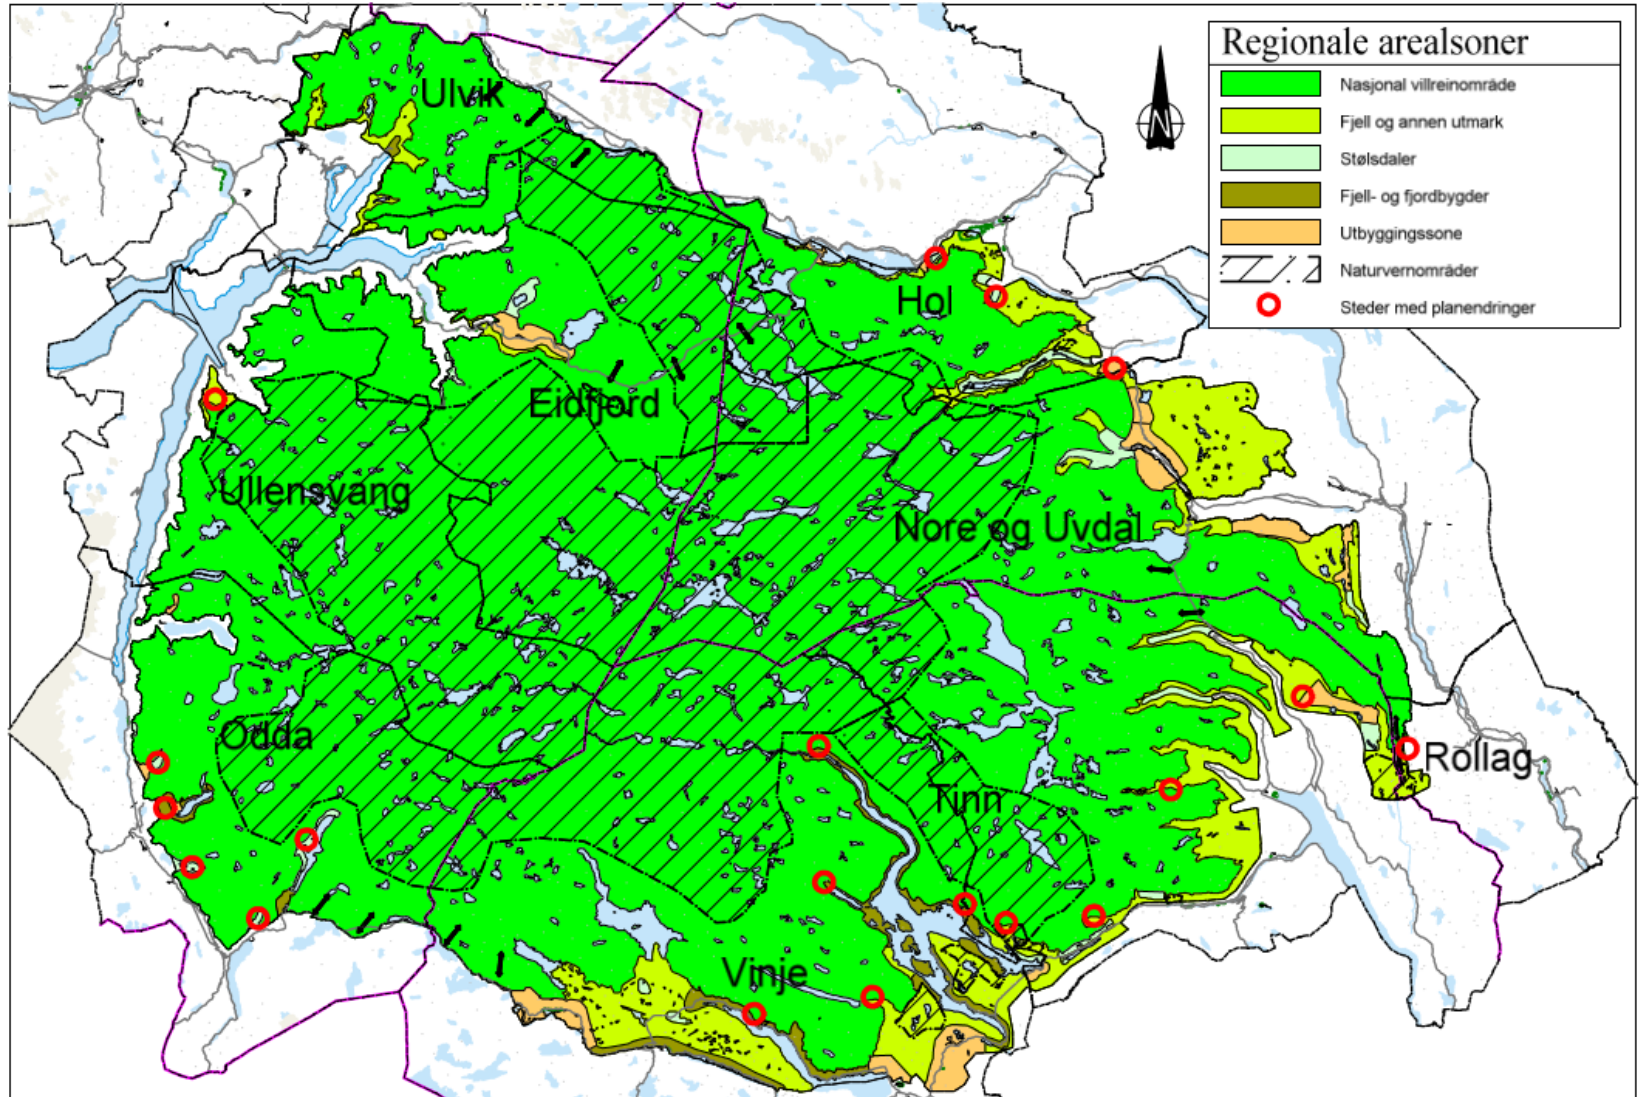 Regionale arealsoner
Nasjonal villreinområde
Fjell og annen utmark
Stølsdaler
Fjell- og fjordbygder
Utbyggingssone
Naturvernområder
Steder med planendringer
N
Ulvik
Hol
Eidfjord
Ullensvang
Nore og Uvdal
Odda
Rollag
Tinn
Vinje